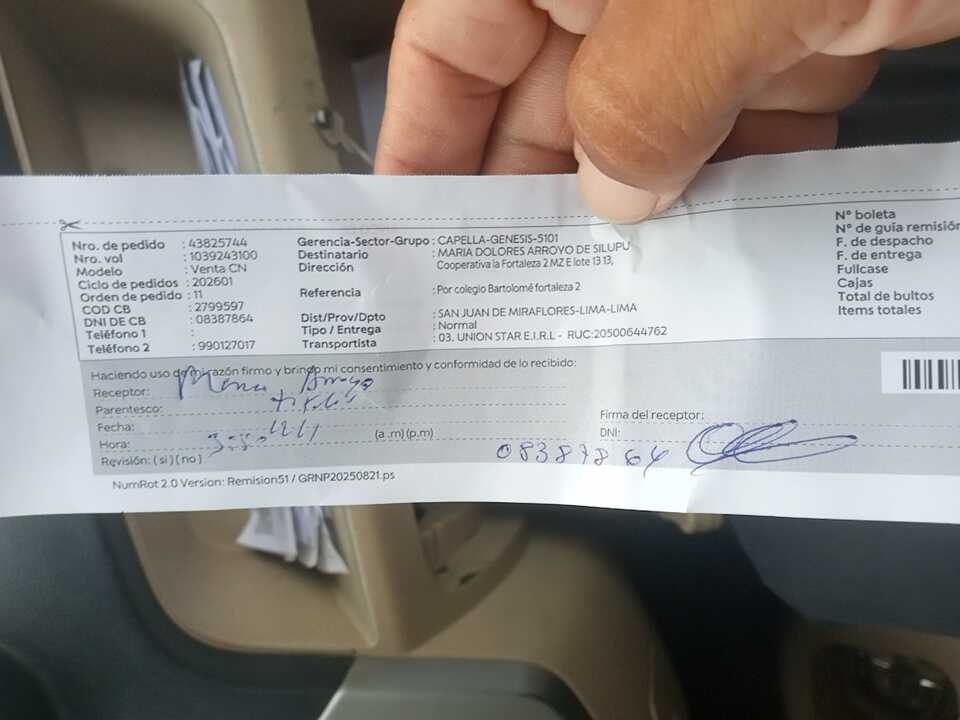 Nro. de pedido : 43825744
Nro. vol : 1039243100
Modelo : Venta CN
Ciclo de pedidos : 202601
Orden de pedido : 11
COD CB : 2799597
DNI DE CB : 08387864
Teléfono 1 :
Teléfono 2 : 990127017
Gerencia-Sector-Grupo : CAPELLA-GENESIS-5101
Destinatario : MARIA DOLORES ARROYO DE SILUPU
Dirección Cooperativa la Fortaleza 2 MZ E lote 13 13,
Referencia : Por colegio Bartolomé fortaleza 2
Dist/Prov/Dpto : SAN JUAN DE MIRAFLORES-LIMA-LIMA
Tipo / Entrega : Normal
Transportista : 03. UNION STAR E.I.R.L - RUC:20500644762
N° boleta
N° de guía remisión
F. de despacho
F. de entrega
Fullcase
Cajas
Total de bultos
Items totales
Haciendo uso de mi razón firmo y brindo mi consentimiento y conformidad de lo recibido:
Receptor: Maria Arroyo
Parentesco:
Fecha:
Hora: (a .m) (p.m)
Revisión: ( si ) ( no )
Firma del receptor:
DNI: 08387864
NumRot 2.0 Version: Remision51 / GRNP20250821.ps